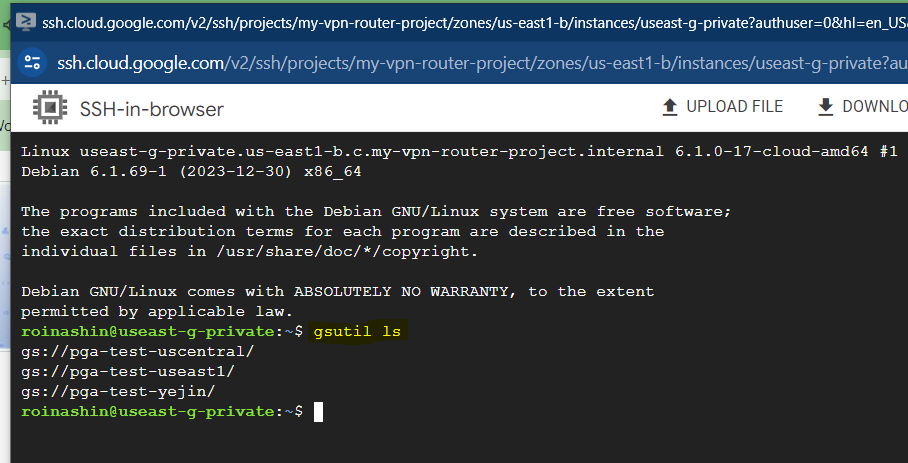 ssh.cloud.google.com/v2/ssh/projects/my-vpn-router-project/zones/us-east1-b/instances/useast-g-private?authuser=0&hl=en_US
ssh.cloud.google.com/v2/ssh/projects/my-vpn-router-project/zones/us-east1-b/instances/useast-g-private?au
SSH-in-browser
UPLOAD FILE
DOWNLO
Linux useast-g-private.us-east1-b.c.my-vpn-router-project.internal 6.1.0-17-cloud-amd64 #1
Debian 6.1.69-1 (2023-12-30) x86_64
The programs included with the Debian GNU/Linux system are free software;
the exact distribution terms for each program are described in the
individual files in /usr/share/doc/*/copyright.
Debian GNU/Linux comes with ABSOLUTELY NO WARRANTY, to the extent
permitted by applicable law.
roinashin@useast-g-private:~$ gsutil ls
gs://pga-test-uscentral/
gs://pga-test-useast1/
gs://pga-test-yejin/
roinashin@useast-g-private:~$